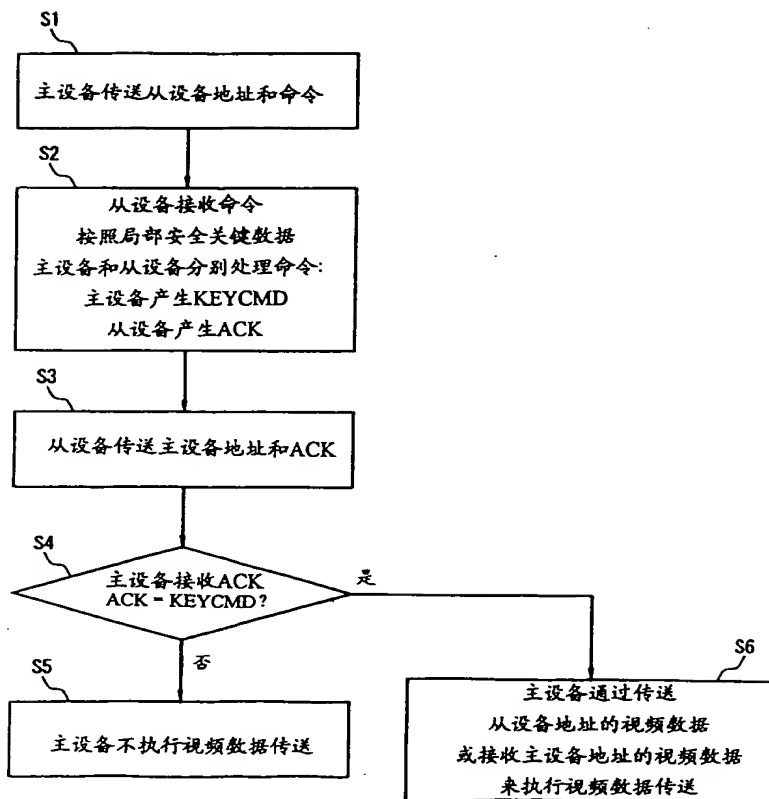 S1
主设备传送从设备地址和命令
S2
从设备接收命令
按照局部安全关键数据
主设备和从设备分别处理命令:
主设备产生KEYCMD
从设备产生ACK
S3
从设备传送主设备地址和ACK
S4
主设备接收ACK
ACK = KEYCMD?
是
否
S5
主设备不执行视频数据传送
S6
主设备通过传送
从设备地址的视频数据
或接收主设备地址的视频数据
来执行视频数据传送